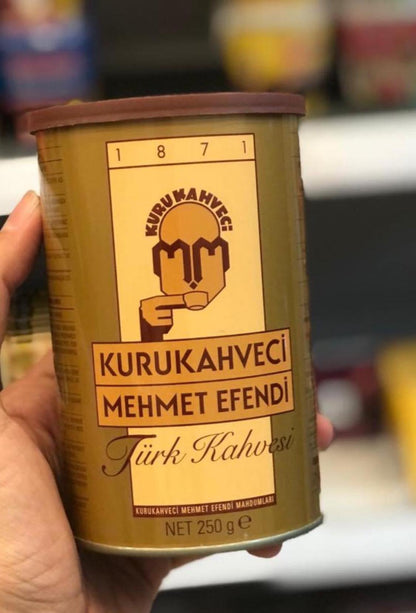 1 8 7 1
KURUKAHVECİ
KURUKAHVECİ
MEHMET EFENDİ
Türk Kahvesi
KURUKAHVECİ MEHMET EFENDİ MAHDUMLARI
NET 250 g e